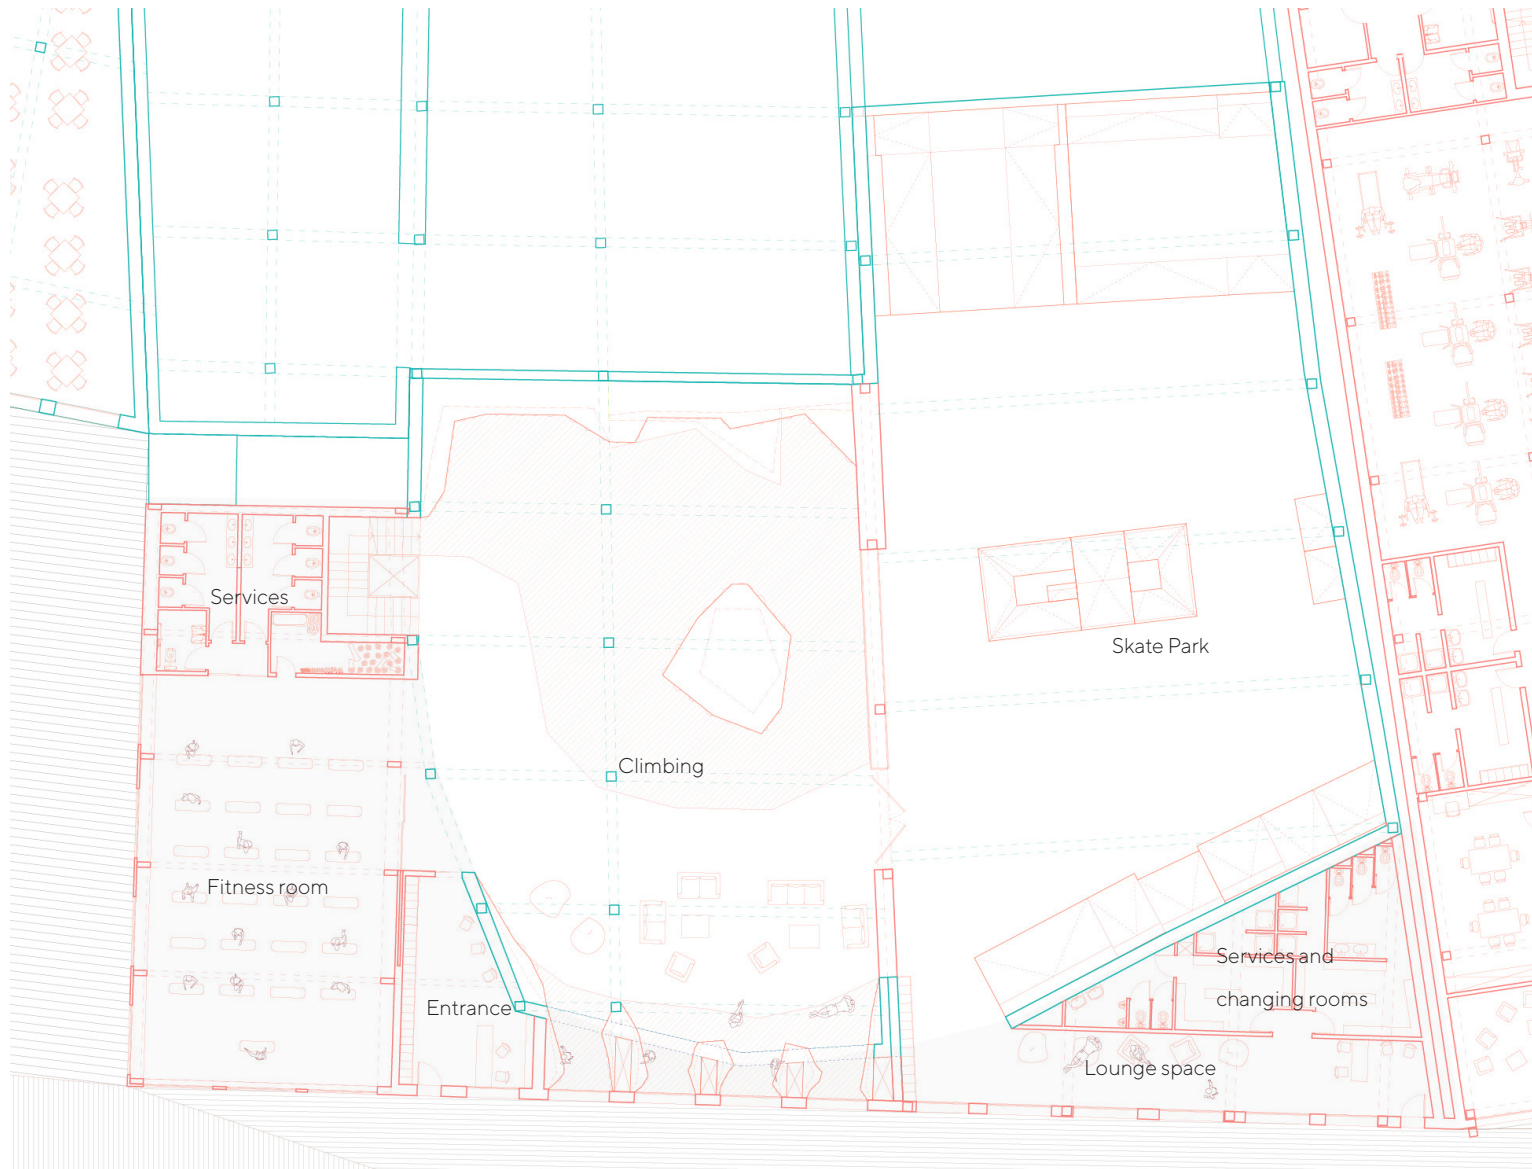 Services
Skate Park
Climbing
Fitness room
Services and
changing rooms
Entrance
Lounge space